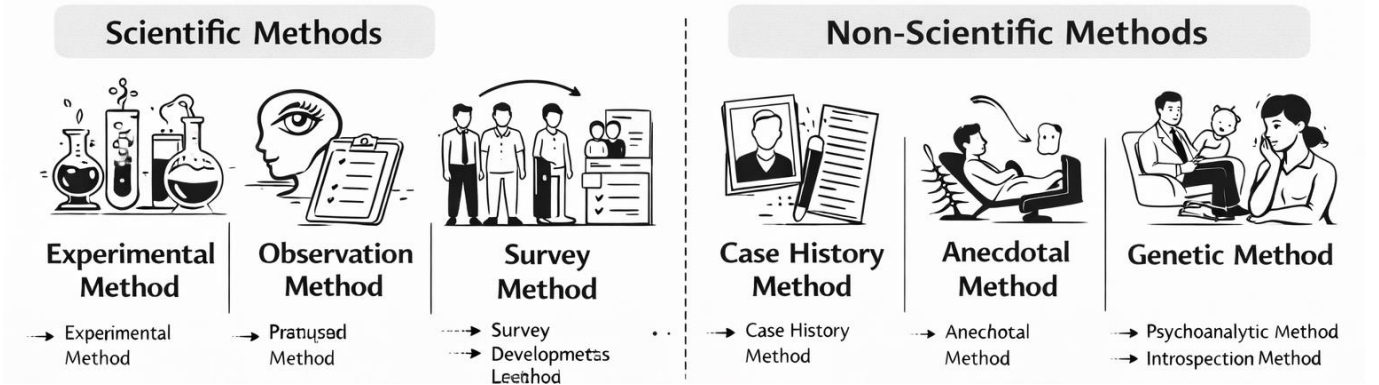 Scientific Methods
Non-Scientific Methods
Experimental
Method
Observation
Method
Survey
Method
Case History
Method
Anecdotal
Method
Genetic Method
Experimental
Method
Method
Survey
Case History
Method
Anechotal
Method
Psychoanalytic Method
Introspection Method